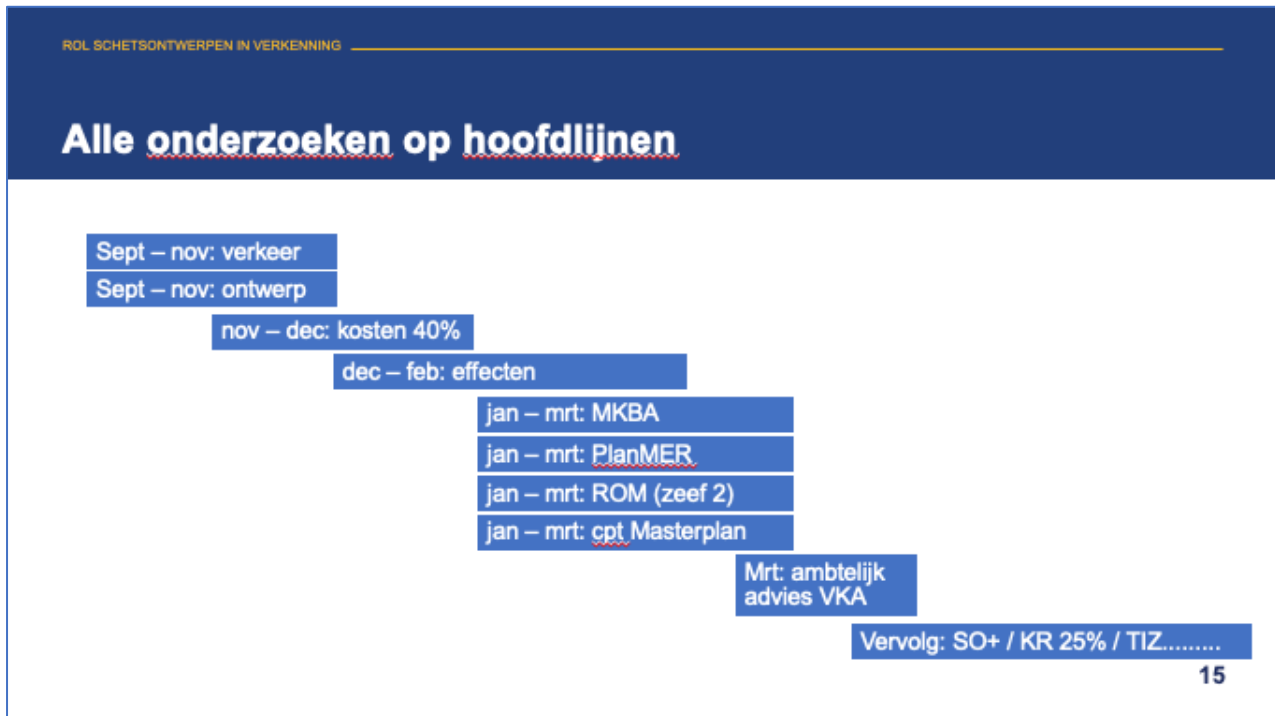 ROL SCHETSONTWERPEN IN VERKENNING
Alle onderzoeken op hoofdlijnen
Sept – nov: verkeer
Sept – nov: ontwerp
nov – dec: kosten 40%
dec – feb: effecten
jan – mrt: MKBA
jan – mrt: PlanMER
jan – mrt: ROM (zeef 2)
jan – mrt: cpt Masterplan
Mrt: ambtelijk
advies VKA
Vervolg: SO+ / KR 25% / TIZ.........
15